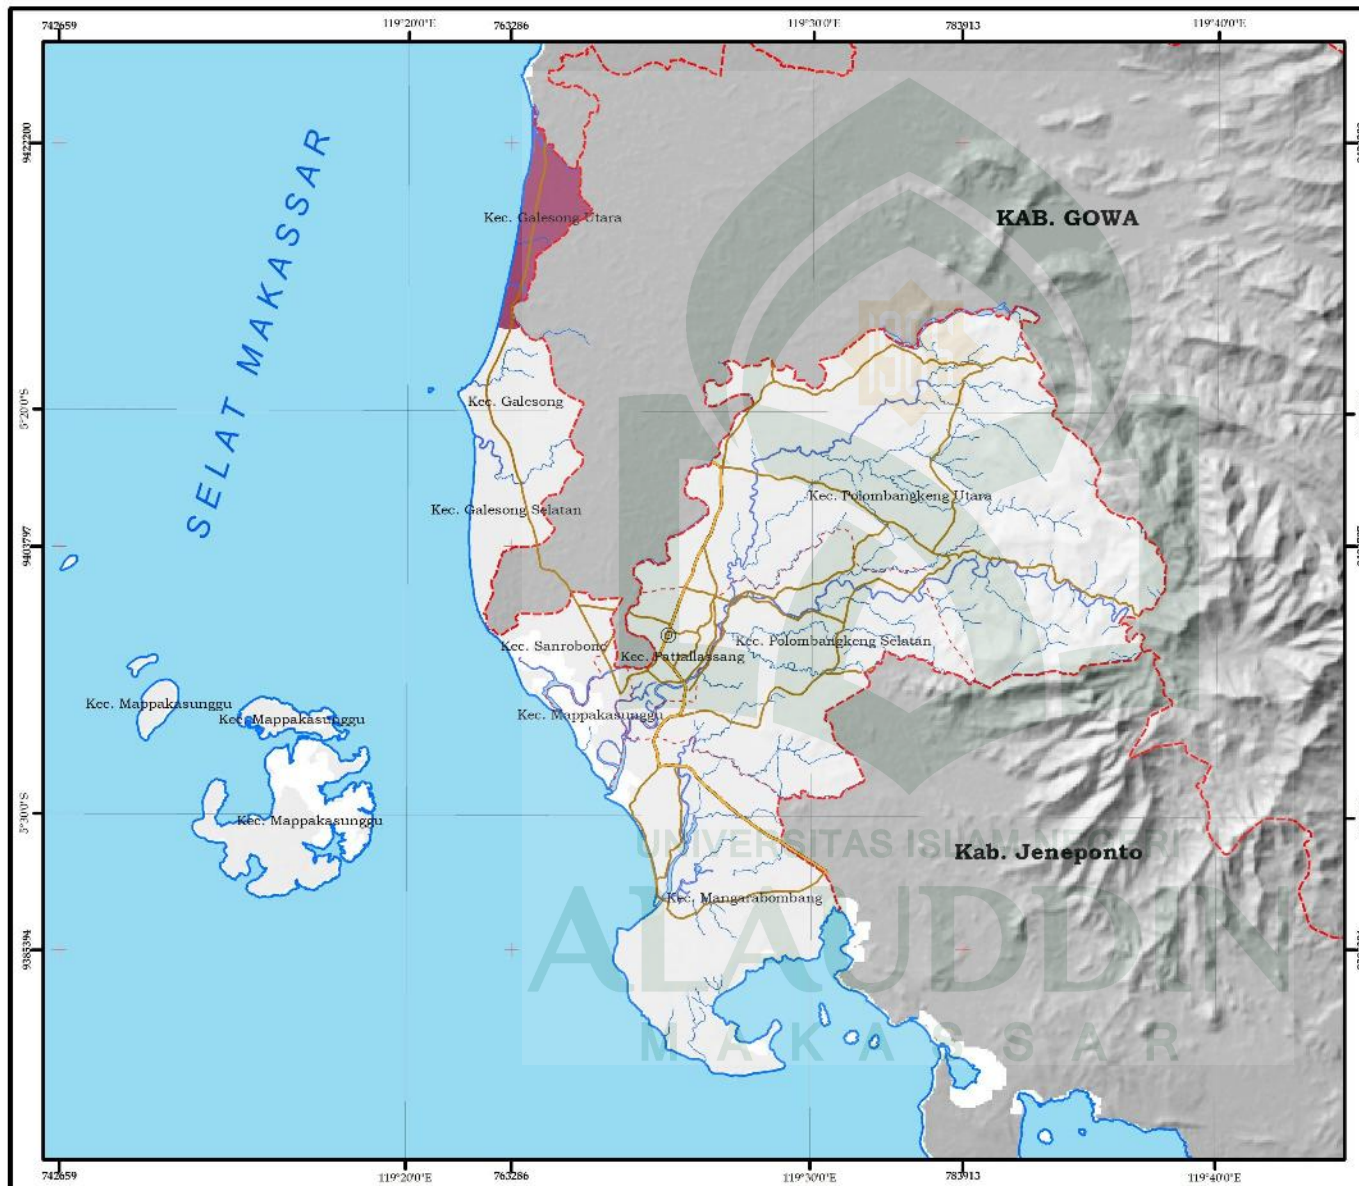 742659 119°20'0"E 763286 119°30'0"E 783913 119°40'0"E
9422200
SELAT MAKASSAR
Kec. Galesong Utara
KAB. GOWA
5°20'0"S
Kec. Galesong
Kec. Polombangkeng Utara
Kec. Galesong Selatan
9403797
Kec. Sanrobone
Kec. Polombangkeng Selatan
Kec. Pattallassang
Kec. Mappakasunggu
Kec. Mappakasunggu
Kec. Mappakasunggu
Kec. Mappakasunggu
5°30'0"S
UNIVERSITAS ISLAM NEGERI
Kab. Jeneponto
Kec. Mangarabombang
ALAUDDIN
9385394
MAKASSAR
742659 119°20'0"E 763286 119°30'0"E 783913 119°40'0"E